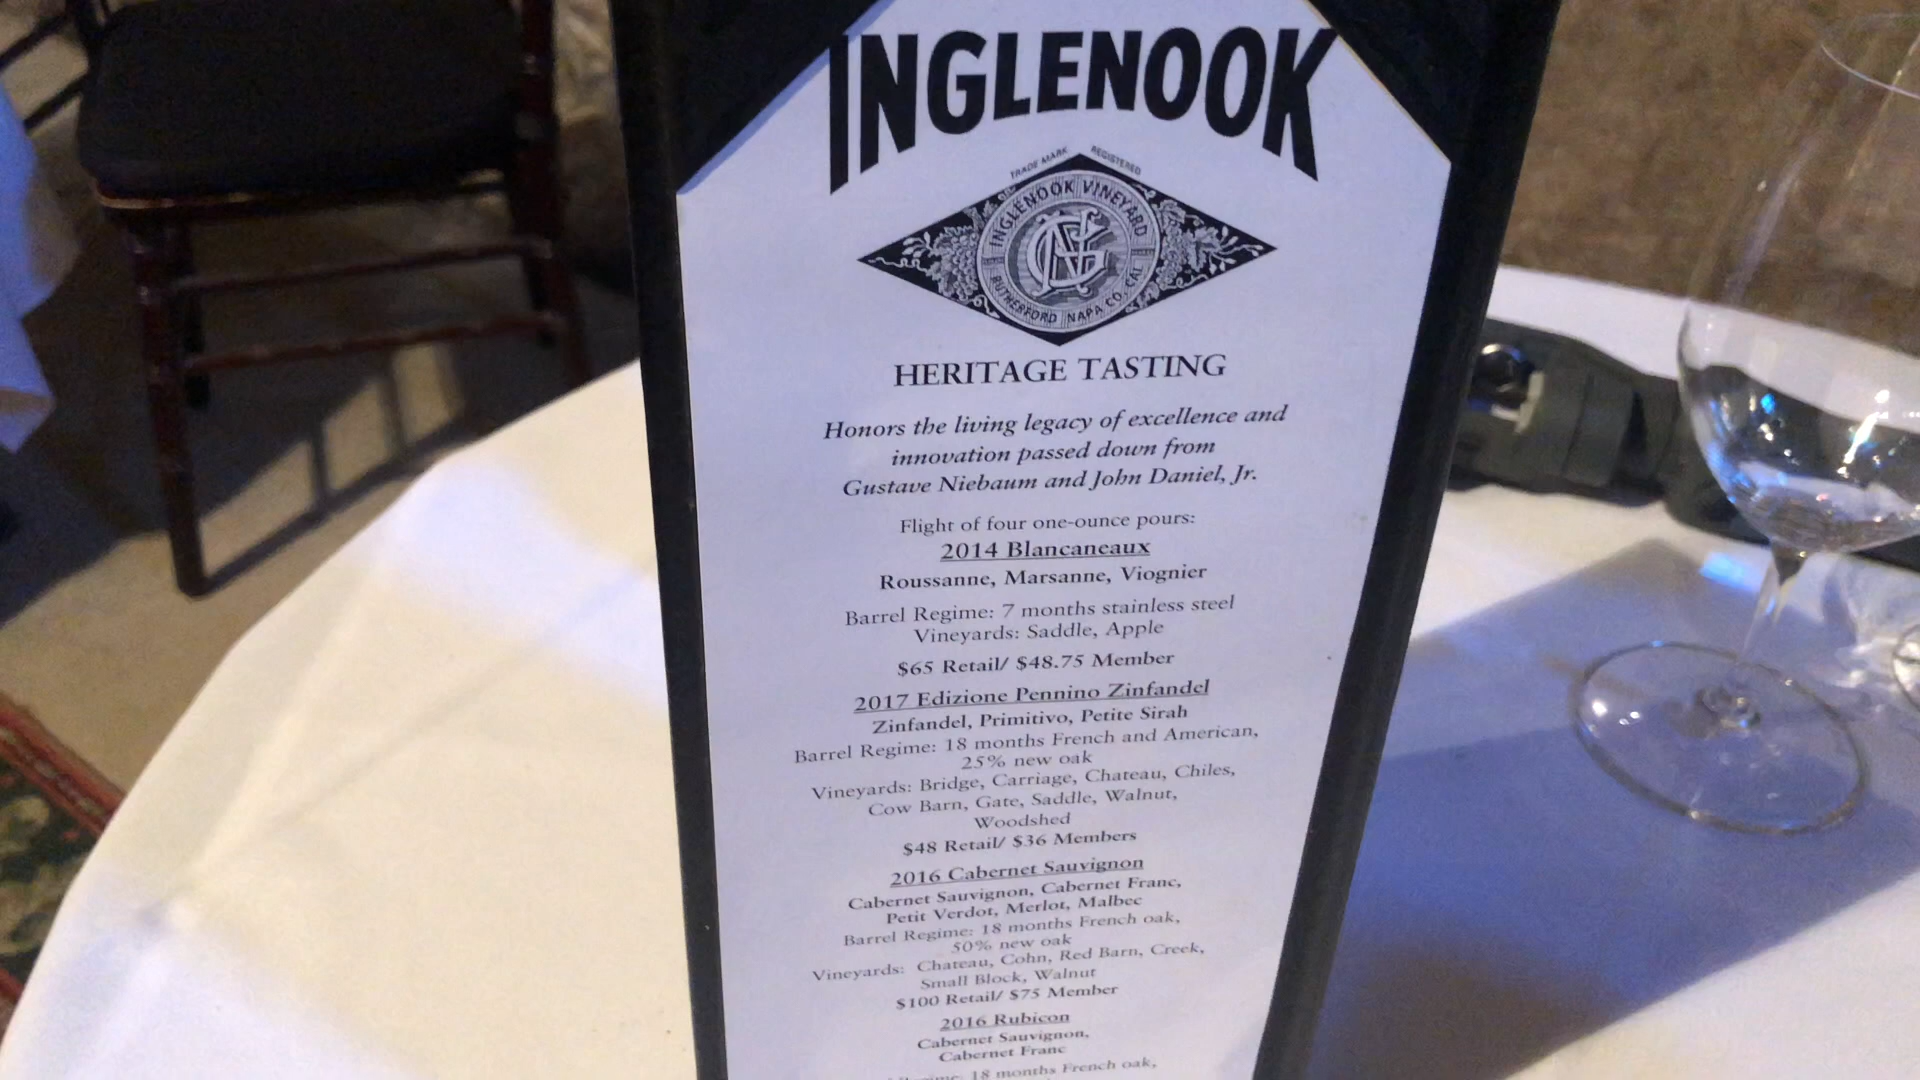 INGLENOOK
TRADE MARK REGISTERED
INGLENOOK VINEYARD
RUTHERFORD NAPA CO., CAL
HERITAGE TASTING
Honors the living legacy of excellence and
innovation passed down from
Gustave Niebaum and John Daniel, Jr.
Flight of four one-ounce pours:
2014 Blancaneaux
Roussanne, Marsanne, Viognier
Barrel Regime: 7 months stainless steel
Vineyards: Saddle, Apple
$65 Retail/ $48.75 Member
2017 Edizione Pennino Zinfandel
Zinfandel, Primitivo, Petite Sirah
Barrel Regime: 18 months French and American,
25% new oak
Vineyards: Bridge, Carriage, Chateau, Chiles,
Cow Barn, Gate, Saddle, Walnut,
Woodshed
$48 Retail/ $36 Members
2016 Cabernet Sauvignon
Cabernet Sauvignon, Cabernet Franc,
Petit Verdot, Merlot, Malbec
Barrel Regime: 18 months French oak,
50% new oak
Vineyards: Chateau, Cohn, Red Barn, Creek,
Small Block, Walnut
$100 Retail/ $75 Member
2016 Rubicon
Cabernet Sauvignon,
Cabernet Franc
18 months French oak,